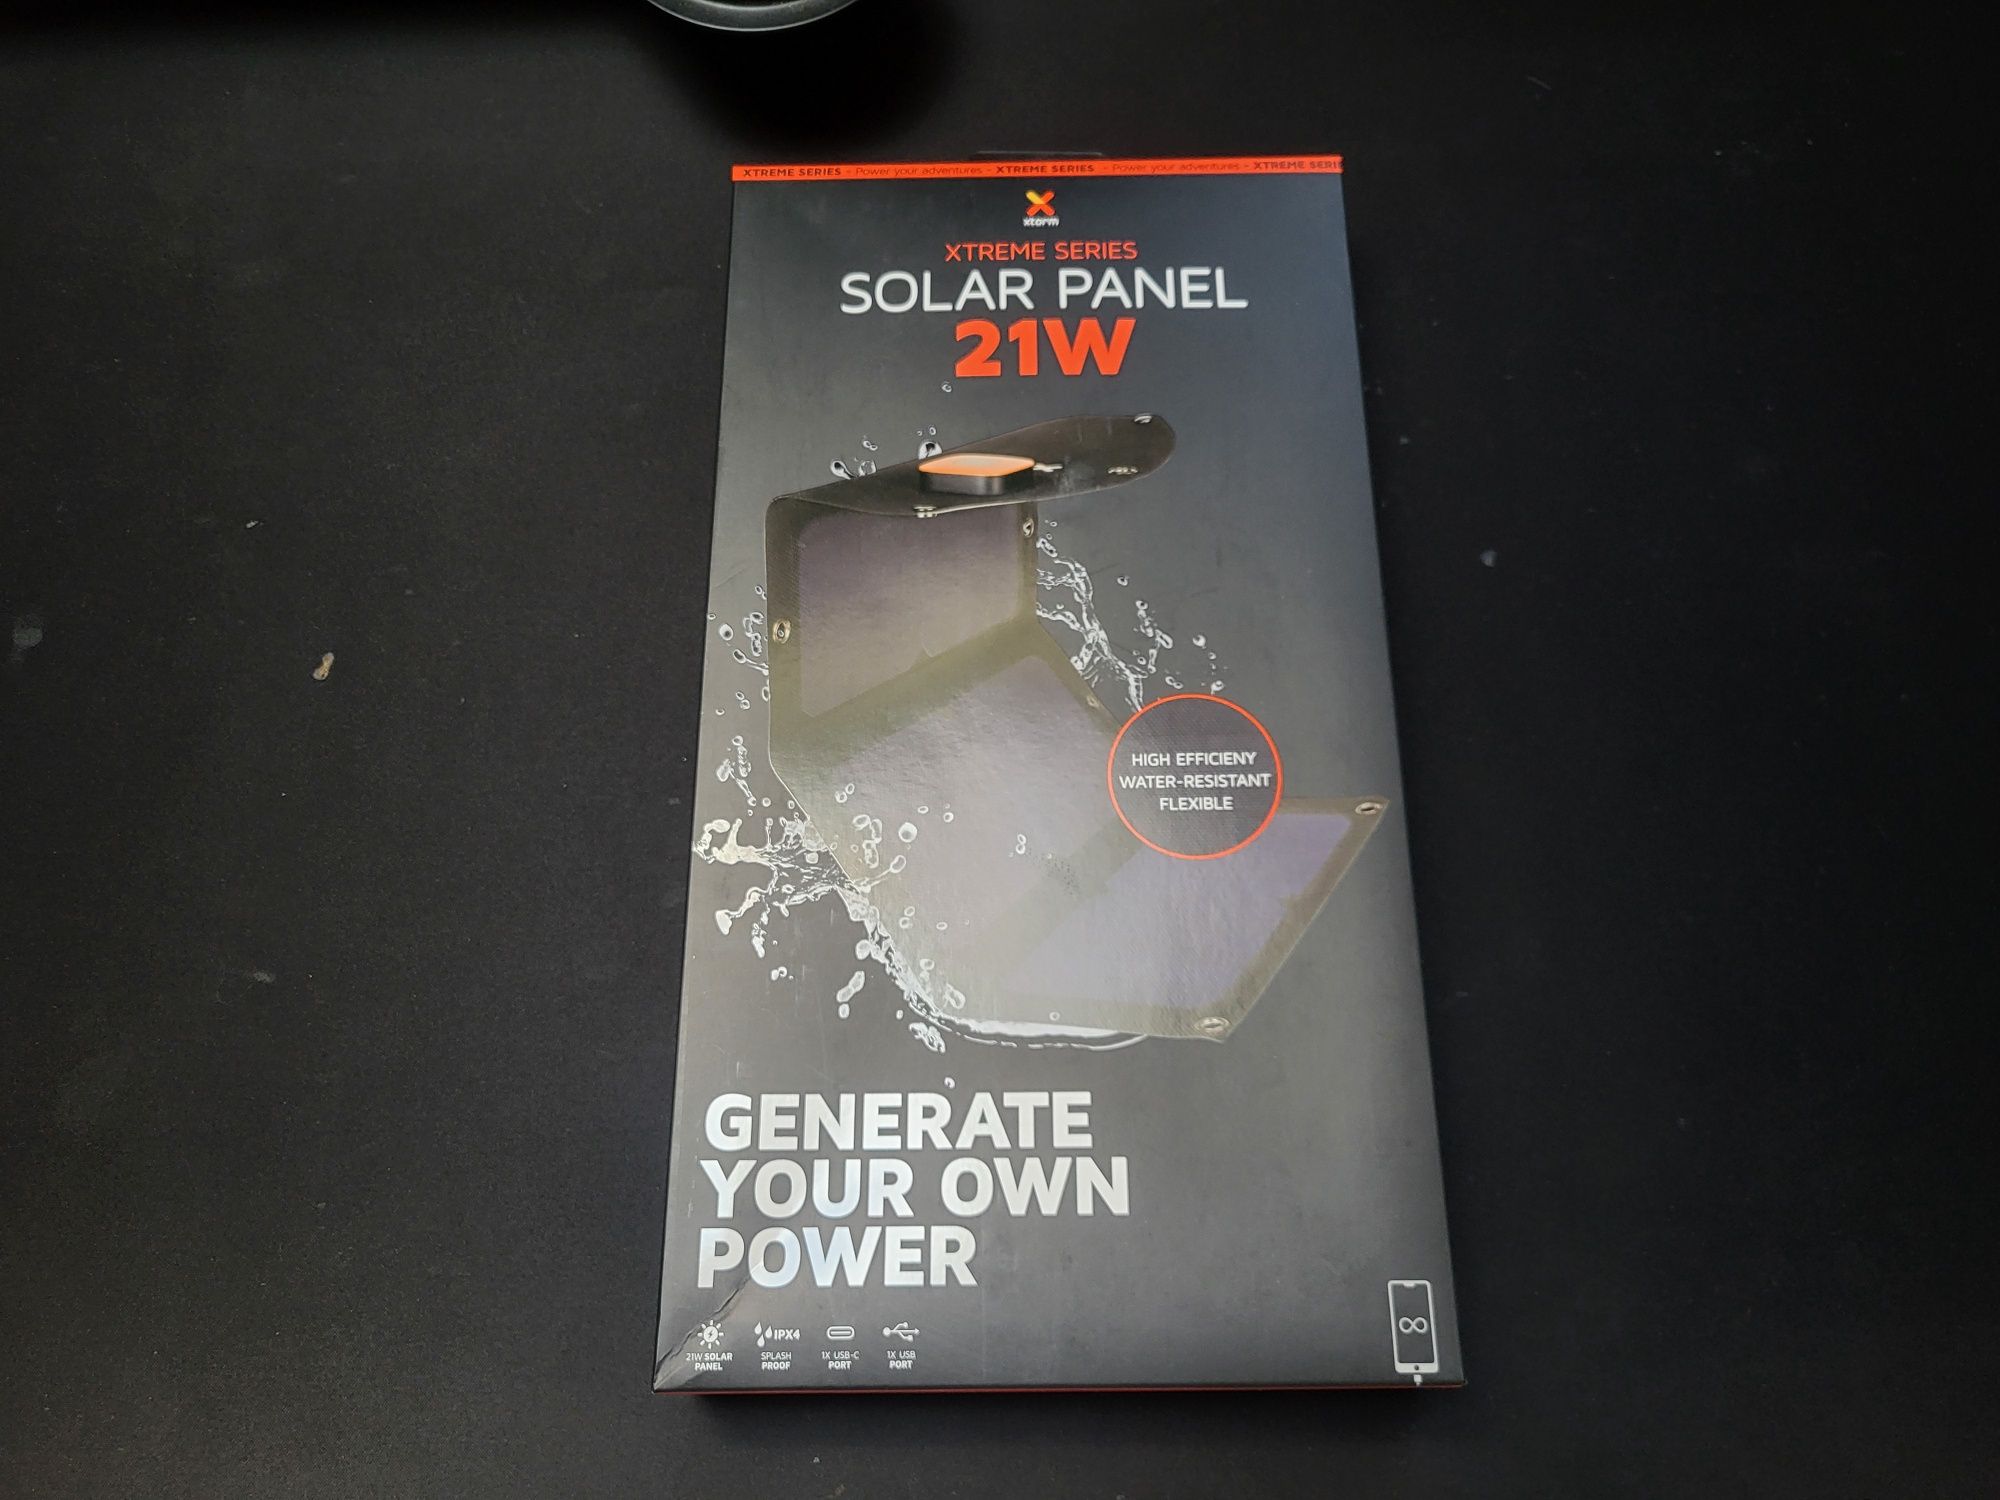 XTREME SERIES - Power your adventures - XTREME SERIES - Power your adventures - XTREME SERIE
xtorm
XTREME SERIES
SOLAR PANEL
21W
HIGH EFFICIENY
WATER-RESISTANT
FLEXIBLE
GENERATE
YOUR OWN
POWER
IPX4
21W SOLAR
PANEL
SPLASH
PROOF
1X USB-C
PORT
1X USB
PORT